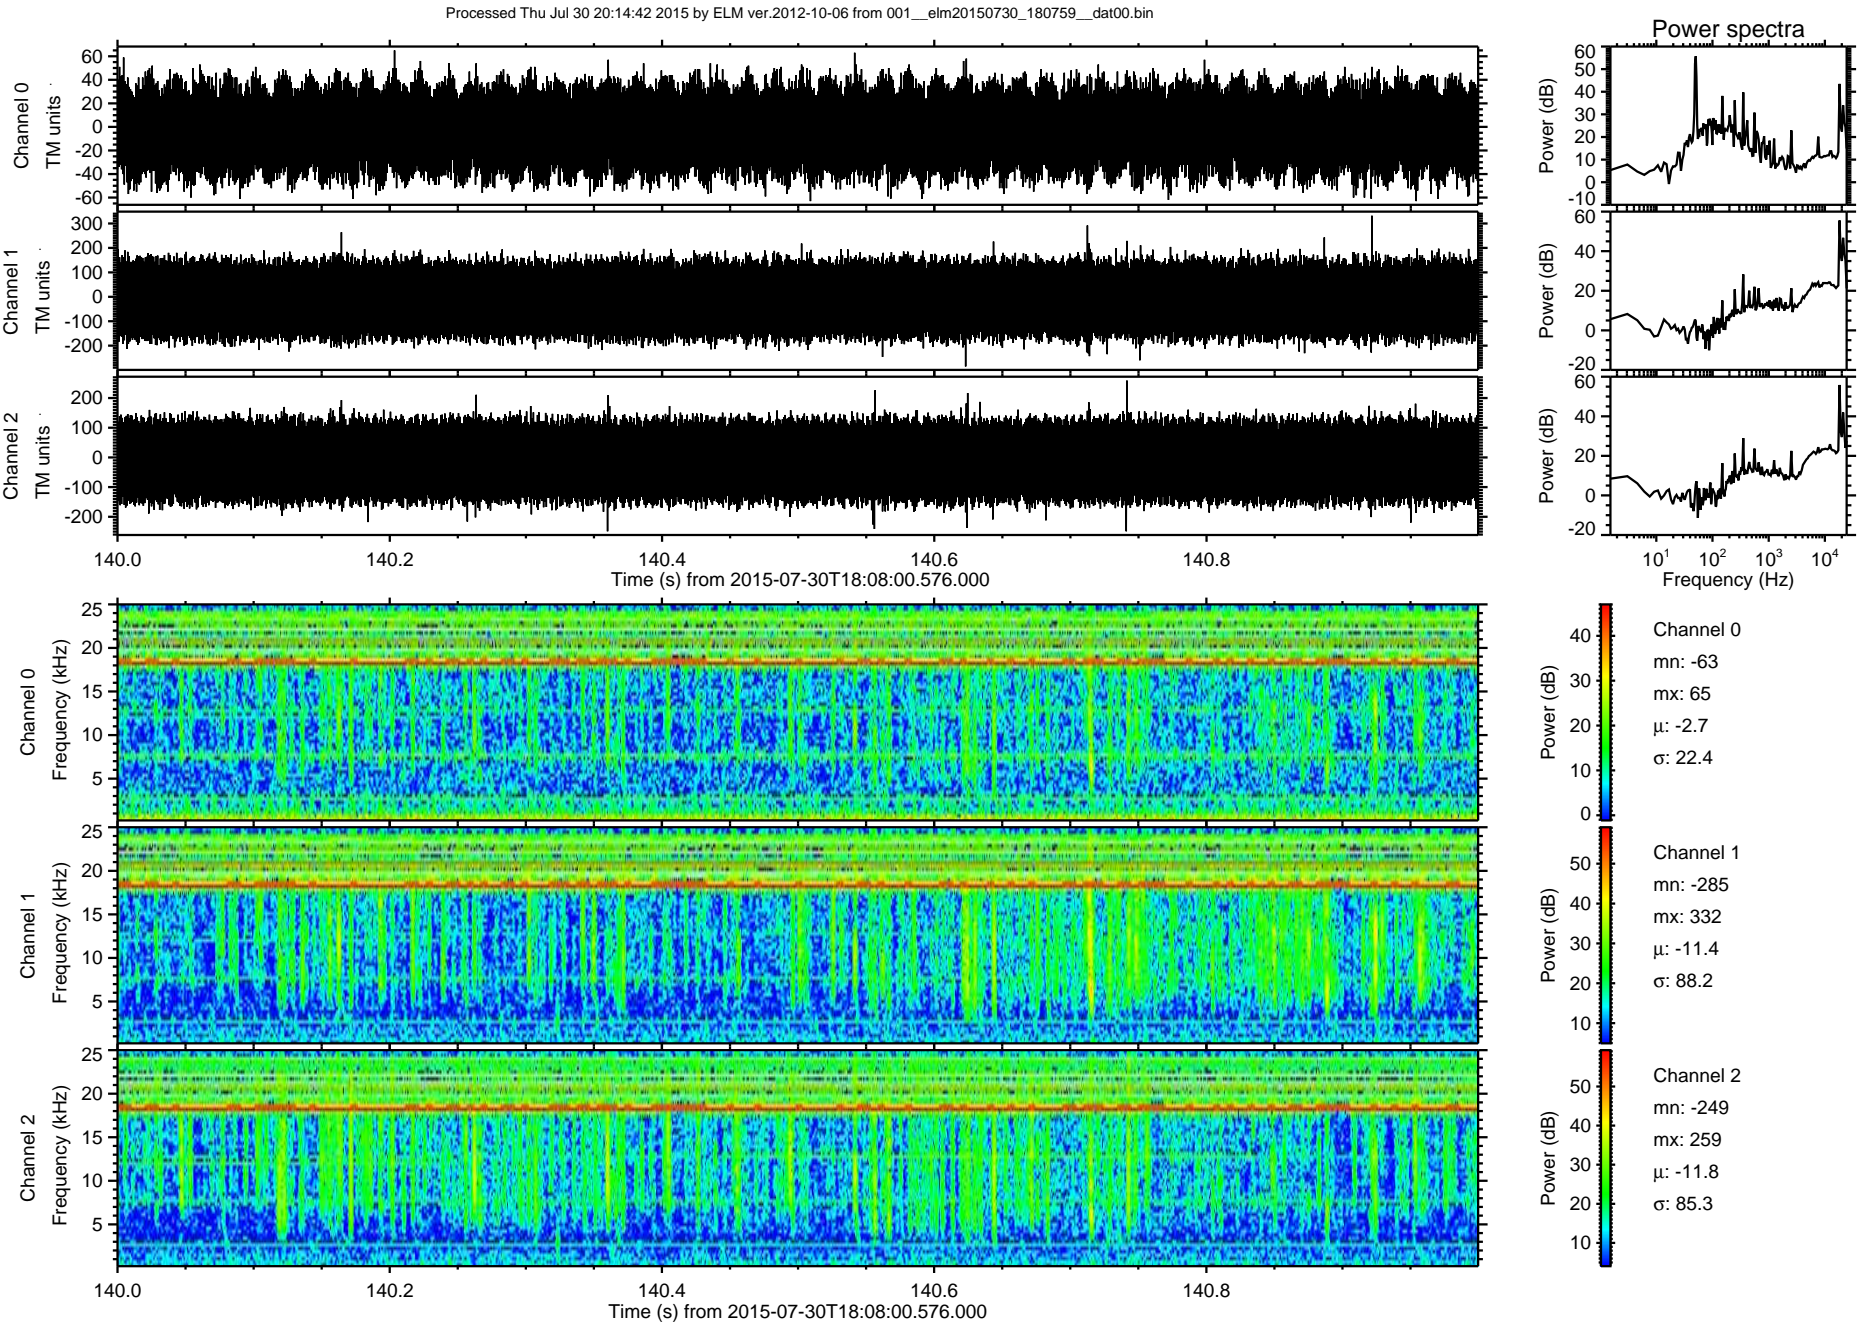 Processed Thu Jul 30 20:14:42 2015 by ELM ver.2012-10-06 from 001__elm20150730_180759__dat00.bin
Power spectra
Channel 0
TM units
60
40
20
0
-20
-40
-60
Power (dB)
60
50
40
30
20
10
0
-10
Channel 1
TM units
300
200
100
0
-100
-200
Power (dB)
60
40
20
0
-20
Channel 2
TM units
200
100
0
-100
-200
Power (dB)
60
40
20
0
-20
140.0 140.2 140.4 140.6 140.8
Time (s) from 2015-07-30T18:08:00.576.000
10^1 10^2 10^3 10^4
Frequency (Hz)
Channel 0
Frequency (kHz)
25
20
15
10
5
Power (dB)
40
30
20
10
0
Channel 0
mn: -63
mx: 65
μ: -2.7
σ: 22.4
Channel 1
Frequency (kHz)
25
20
15
10
5
Power (dB)
50
40
30
20
10
Channel 1
mn: -285
mx: 332
μ: -11.4
σ: 88.2
Channel 2
Frequency (kHz)
25
20
15
10
5
Power (dB)
50
40
30
20
10
Channel 2
mn: -249
mx: 259
μ: -11.8
σ: 85.3
140.0 140.2 140.4 140.6 140.8
Time (s) from 2015-07-30T18:08:00.576.000